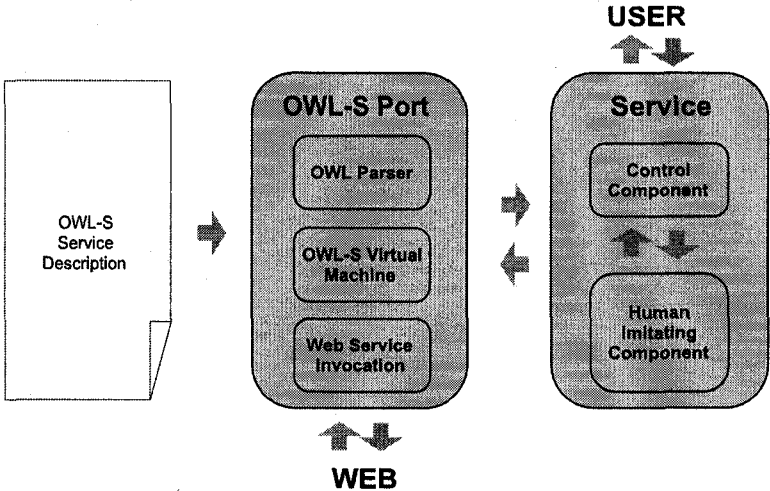 USER
OWL-S
Service
Description
OWL-S Port
OWL Parser
OWL-S Virtual
Machine
Web Service
Invocation
WEB
Service
Control
Component
Human
Imitating
Component